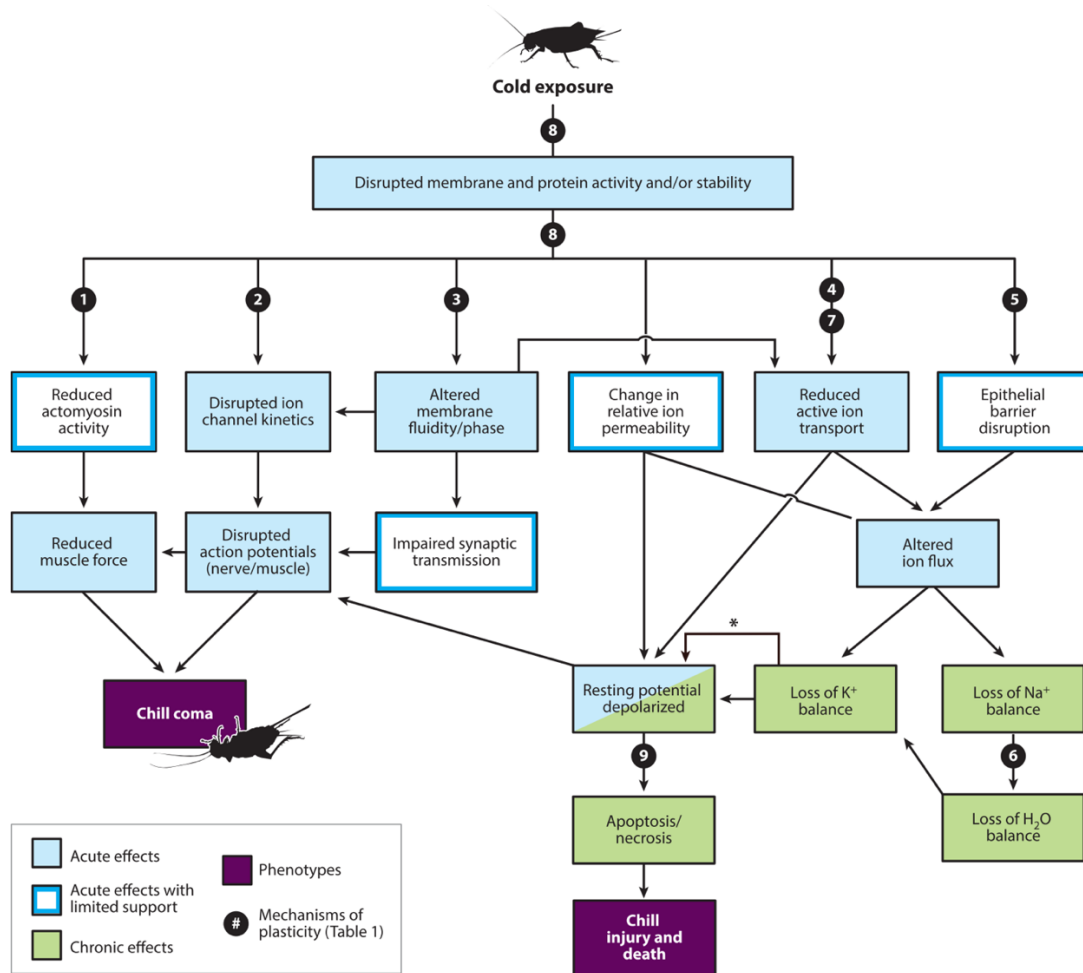 Cold exposure
8
Disrupted membrane and protein activity and/or stability
8
1
2
3
4
7
5
Reduced
actomyosin
activity
Disrupted ion
channel kinetics
Altered
membrane
fluidity/phase
Change in
relative ion
permeability
Reduced
active ion
transport
Epithelial
barrier
disruption
Reduced
muscle force
Disrupted
action potentials
(nerve/muscle)
Impaired synaptic
transmission
Altered
ion flux
*
Chill coma
Resting potential
depolarized
Loss of K⁺
balance
Loss of Na⁺
balance
9
6
Apoptosis/
necrosis
Loss of H₂O
balance
Chill
injury and
death
Acute effects
Acute effects
with limited
support
Chronic effects
Phenotypes
# Mechanisms of
plasticity (Table 1)